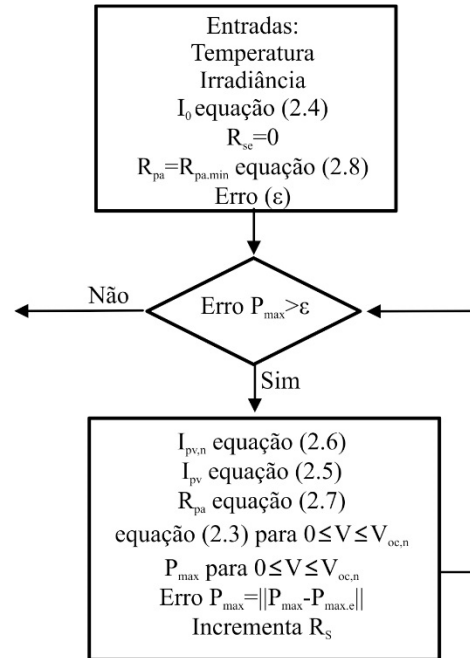 Entradas:
Temperatura
Irradiância
I₀ equação (2.4)
Rse=0
Rpa=Rpa.min equação (2.8)
Erro (ε)
Não
Erro Pmax>ε
Sim
Ipv,n equação (2.6)
Ipv equação (2.5)
Rpa equação (2.7)
equação (2.3) para 0≤V≤Voc,n
Pmax para 0≤V≤Voc,n
Erro Pmax=||Pmax-Pmax.e||
Incrementa RS